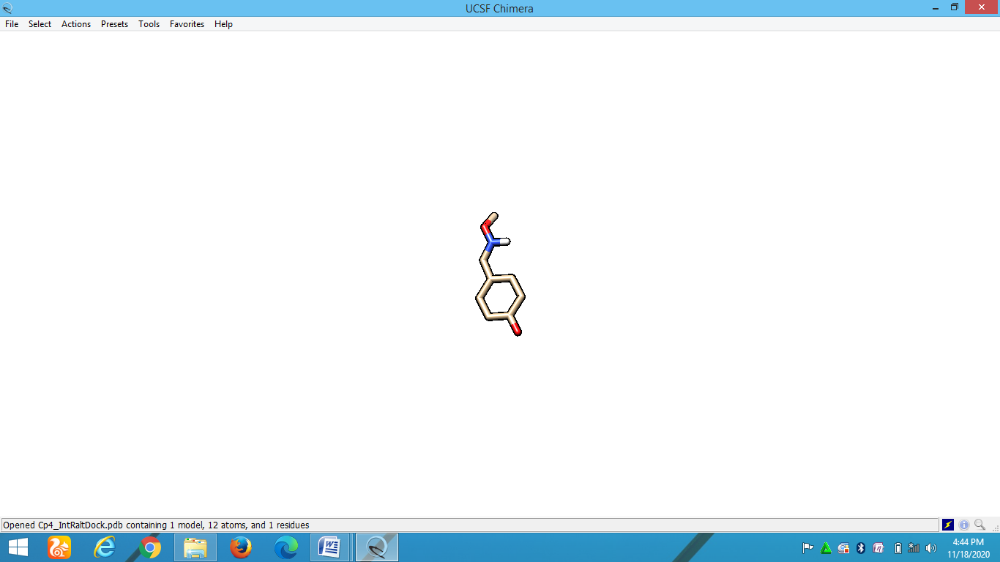 UCSF Chimera
File Select Actions Presets Tools Favorites Help
Opened Cp4_IntRaltDock.pdb containing 1 model, 12 atoms, and 1 residues
4:44 PM
11/18/2020